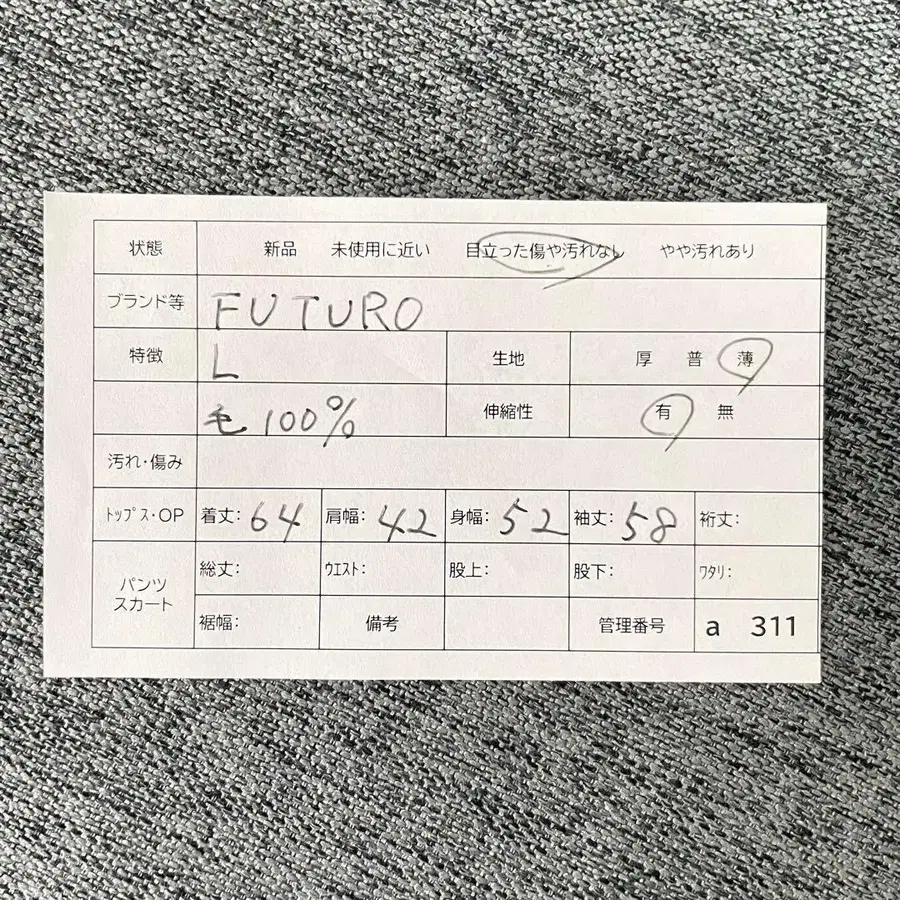 状態 新品 未使用に近い 目立った傷や汚れなし やや汚れあり
ブランド等 FUTURO
特徴 L 生地 厚 普 薄
毛 100% 伸縮性 有 無
汚れ・傷み
ﾄｯﾌﾟｽ・OP 着丈: 64 肩幅: 42 身幅: 52 袖丈: 58 裄丈:
パンツ スカート 総丈: ｳｴｽﾄ: 股上: 股下: ﾜﾀﾘ:
裾幅: 備考 管理番号 a 311